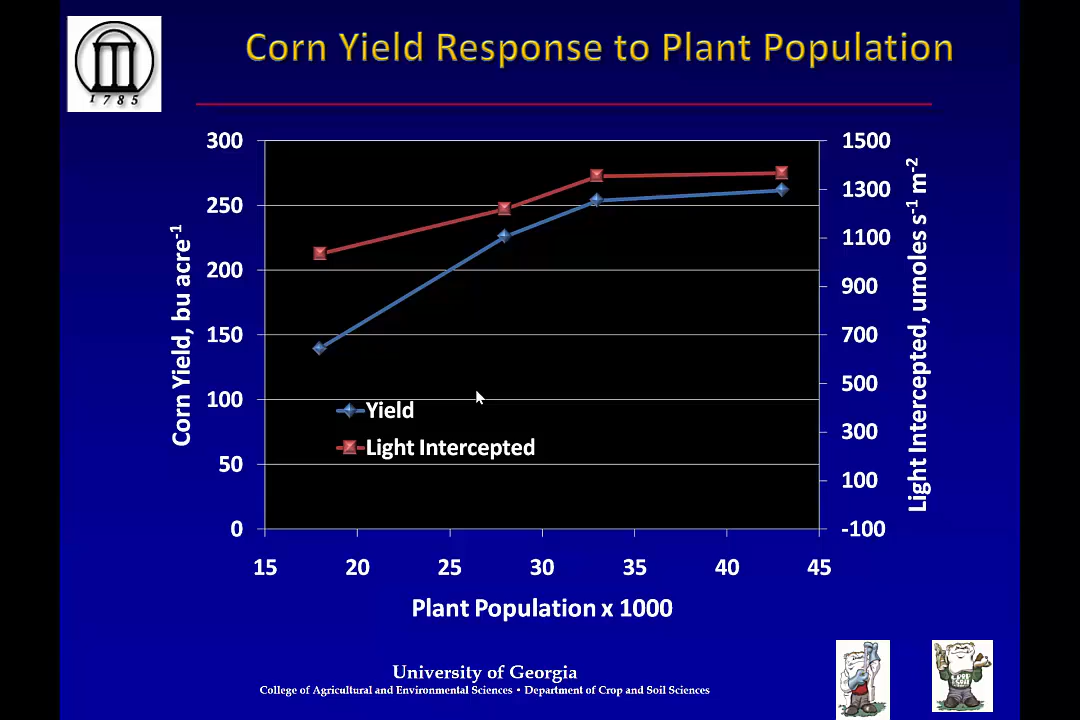 Corn Yield Response to Plant Population
1785
300
250
200
150
100
50
0
Corn Yield, bu acre-1
1500
1300
1100
900
700
500
300
100
-100
Light Intercepted, umoles s-1 m-2
Yield
Light Intercepted
15 20 25 30 35 40 45
Plant Population x 1000
University of Georgia
College of Agricultural and Environmental Sciences • Department of Crop and Soil Sciences